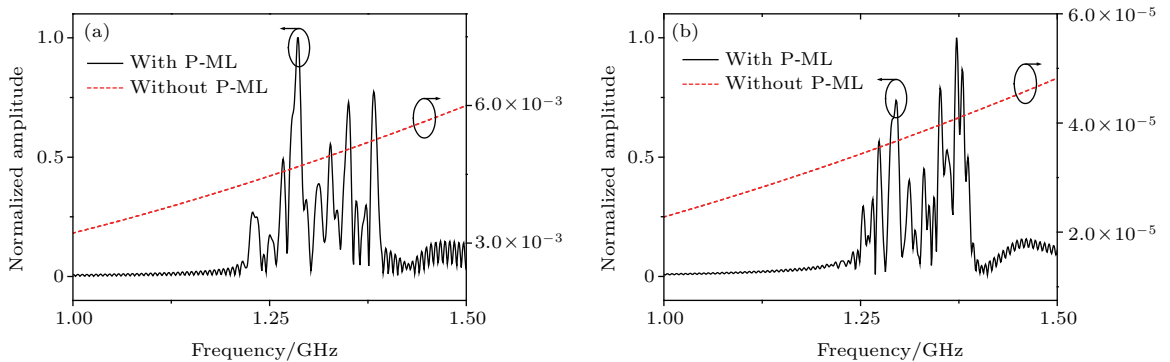 (a)
With P-ML
Without P-ML
Normalized amplitude
1.0
0.5
0
6.0×10⁻³
3.0×10⁻³
1.00
1.25
1.50
Frequency/GHz
(b)
With P-ML
Without P-ML
Normalized amplitude
1.0
0.5
0
6.0×10⁻⁵
4.0×10⁻⁵
2.0×10⁻⁵
1.00
1.25
1.50
Frequency/GHz